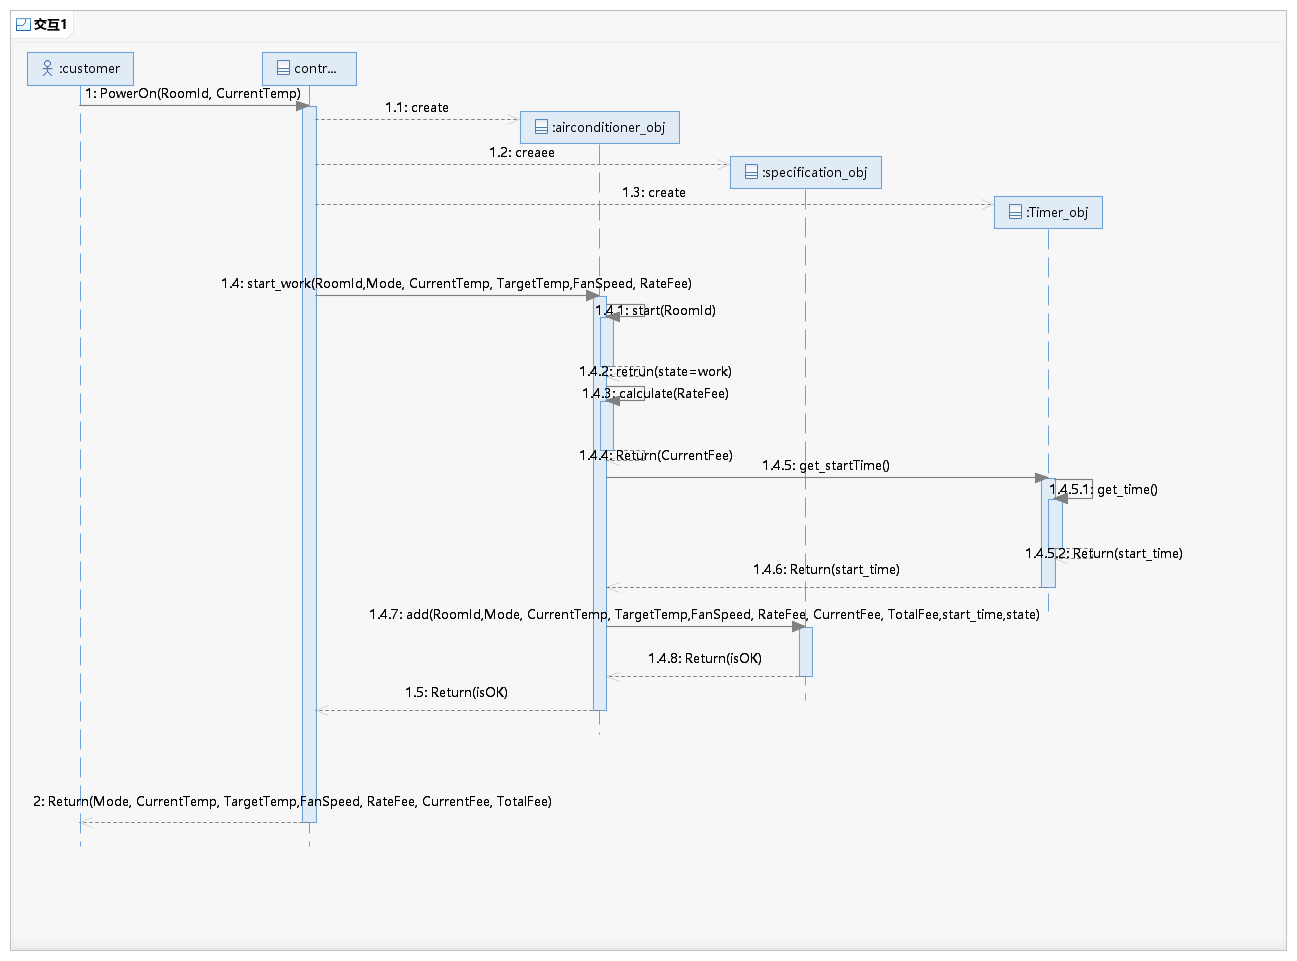 交互1
:customer
contr...
1: PowerOn(RoomId, CurrentTemp)
1.1: create
:airconditioner_obj
1.2: creaee
:specification_obj
1.3: create
:Timer_obj
1.4: start_work(RoomId,Mode, CurrentTemp, TargetTemp,FanSpeed, RateFee)
1.4.1: start(RoomId)
1.4.2: retrun(state=work)
1.4.3: calculate(RateFee)
1.4.4: Return(CurrentFee)
1.4.5: get_startTime()
1.4.5.1: get_time()
1.4.5.2: Return(start_time)
1.4.6: Return(start_time)
1.4.7: add(RoomId,Mode, CurrentTemp, TargetTemp,FanSpeed, RateFee, CurrentFee, TotalFee,start_time,state)
1.4.8: Return(isOK)
1.5: Return(isOK)
2: Return(Mode, CurrentTemp, TargetTemp,FanSpeed, RateFee, CurrentFee, TotalFee)